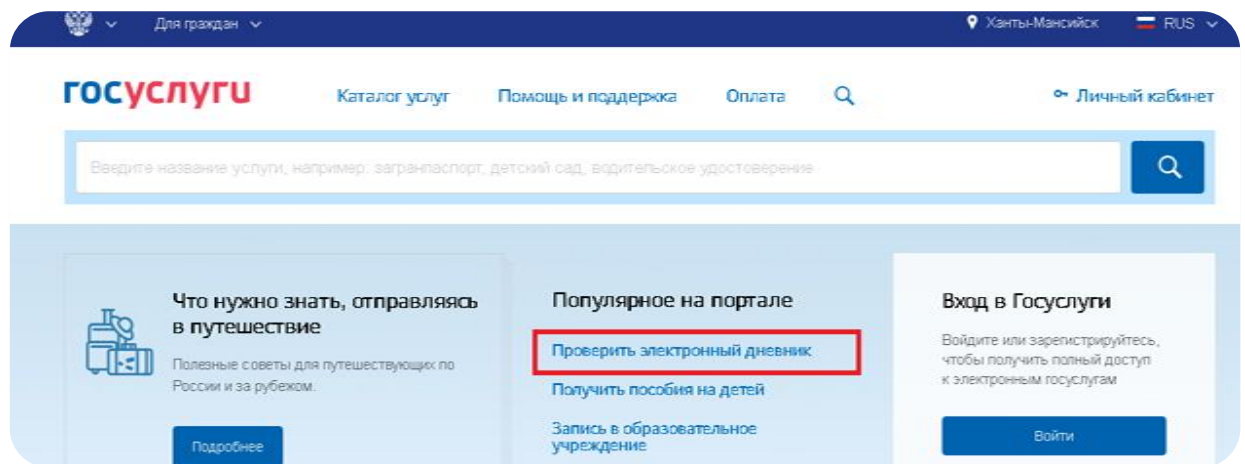 Для граждан
Ханты-Мансийск
RUS
госуслуги
Каталог услуг
Помощь и поддержка
Оплата
Личный кабинет
Введите название услуги, например: загранпаспорт, детский сад, водительское удостоверение
Что нужно знать, отправляясь
в путешествие
Полезные советы для путешествующих по
России и за рубежом.
Подробнее
Популярное на портале
Проверить электронный дневник
Получить пособия на детей
Запись в образовательное
учреждение
Вход в Госуслуги
Войдите или зарегистрируйтесь,
чтобы получить полный доступ
к электронным госуслугам
Войти